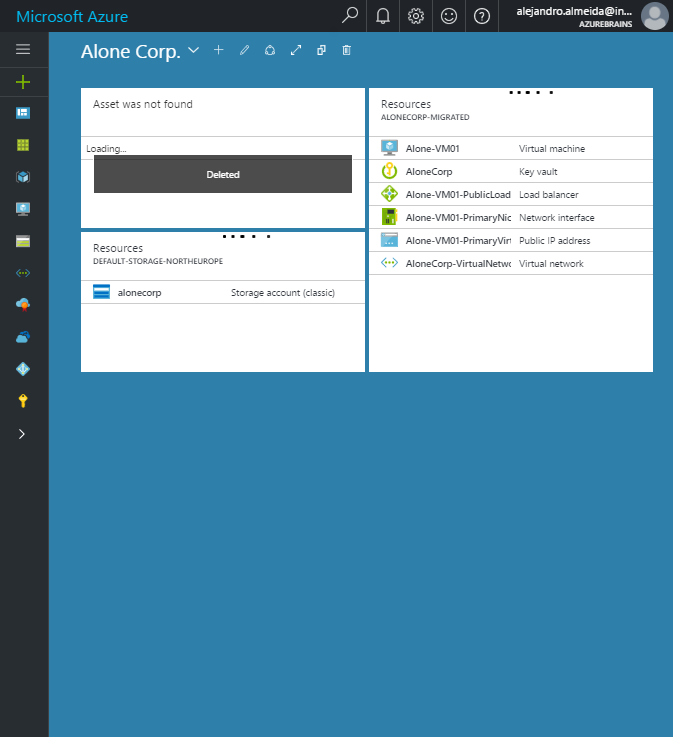 Microsoft Azure
alejandro.almeida@in...
AZUREBRAINS
Alone Corp.
Asset was not found
Loading...
Deleted
Resources
DEFAULT-STORAGE-NORTHEUROPE
alonecorp Storage account (classic)
Resources
ALONECORP-MIGRATED
Alone-VM01 Virtual machine
AloneCorp Key vault
Alone-VM01-PublicLoad Load balancer
Alone-VM01-PrimaryNic Network interface
Alone-VM01-PrimaryVirt Public IP address
AloneCorp-VirtualNetwo Virtual network